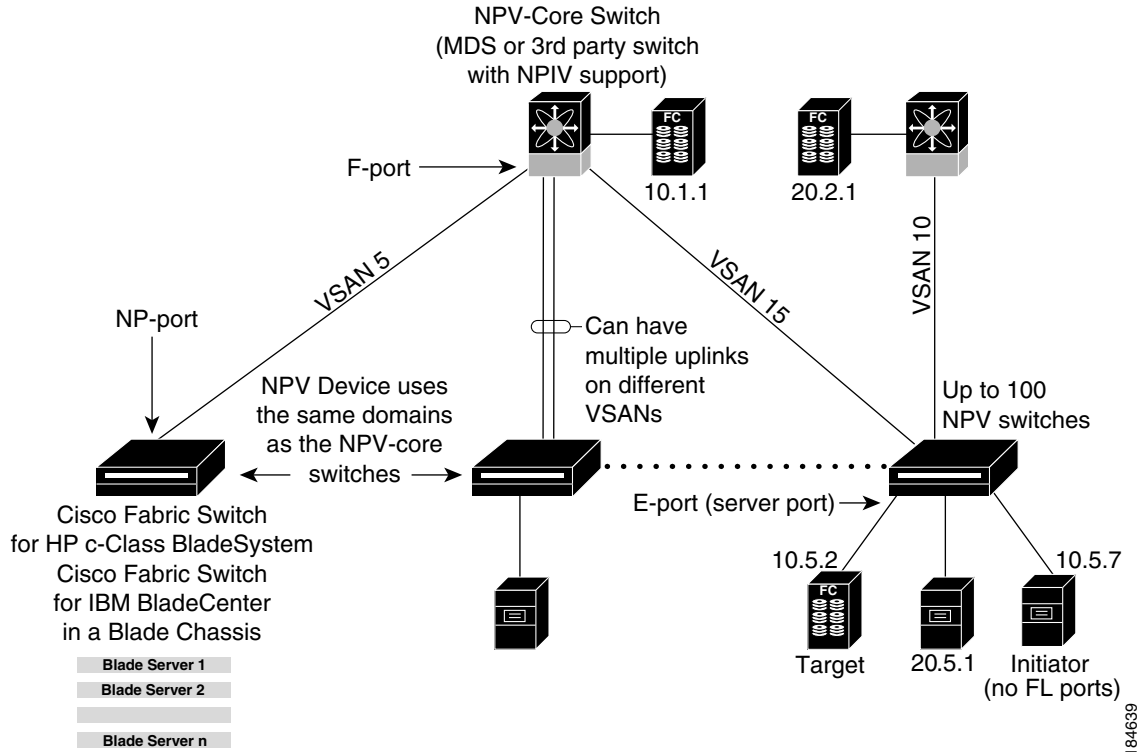 NPV-Core Switch
(MDS or 3rd party switch
with NPIV support)
FC
FC
F-port
10.1.1
20.2.1
VSAN 5
VSAN 15
VSAN 10
NP-port
Can have
multiple uplinks
on different
VSANs
NPV Device uses
the same domains
as the NPV-core
switches
Up to 100
NPV switches
E-port (server port)
Cisco Fabric Switch
for HP c-Class BladeSystem
Cisco Fabric Switch
for IBM BladeCenter
in a Blade Chassis
10.5.2
10.5.7
FC
Target
20.5.1
Initiator
(no FL ports)
Blade Server 1
Blade Server 2
Blade Server n
184639